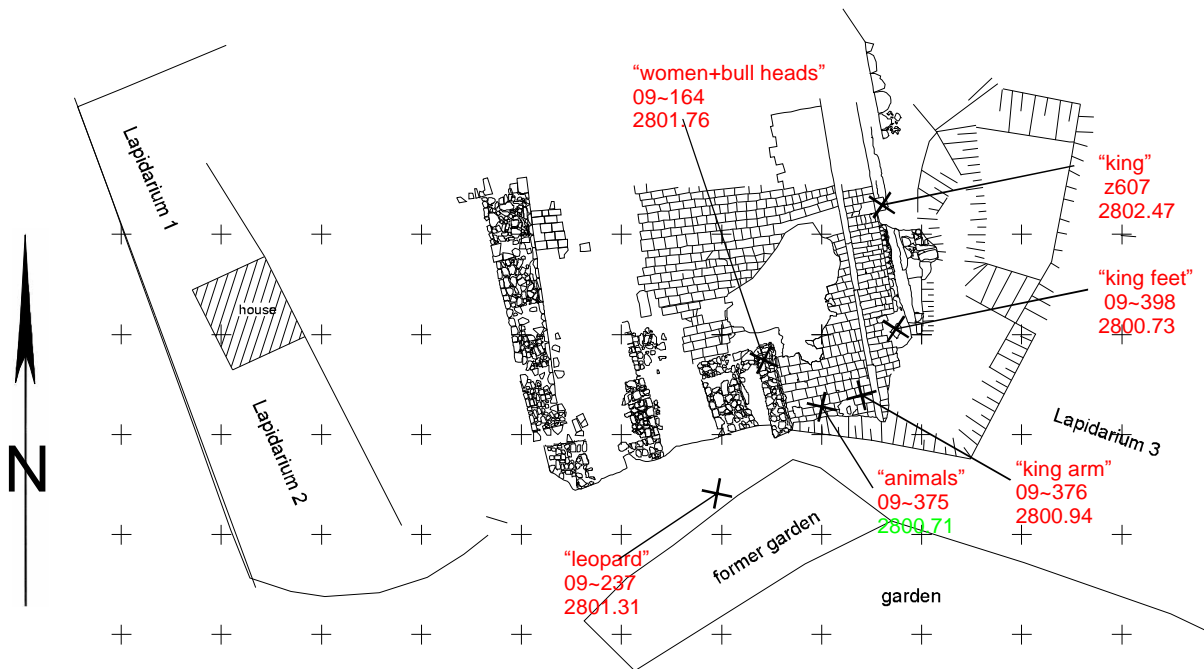 “women+bull heads”
09~164
2801.76
Lapidarium 1
“king”
z607
2802.47
house
“king feet”
09~398
2800.73
Lapidarium 2
Lapidarium 3
N
“animals”
09~375
2800.71
“king arm”
09~376
2800.94
“leopard”
09~237
2801.31
former garden
garden